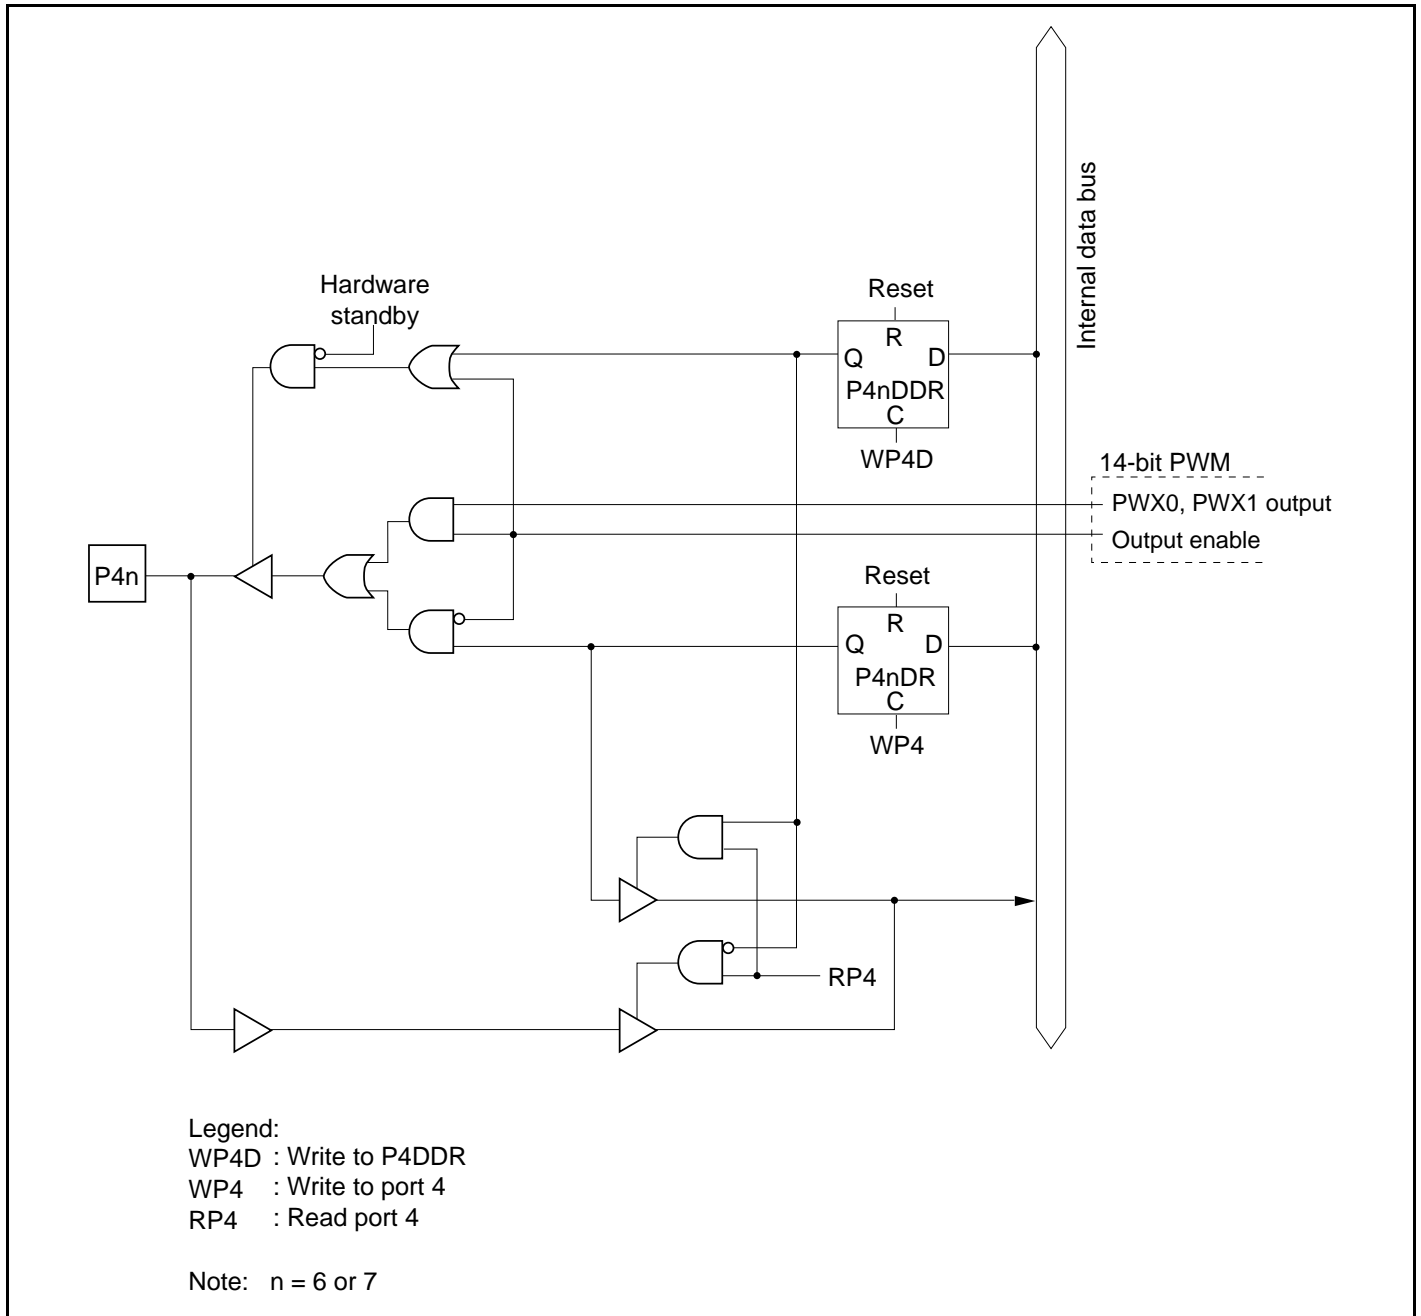 Internal data bus
Hardware
standby
Reset
R
Q
D
P4nDDR
C
WP4D
14-bit PWM
PWX0, PWX1 output
Output enable
P4n
Reset
R
Q
D
P4nDR
C
WP4
RP4
Legend:
WP4D : Write to P4DDR
WP4 : Write to port 4
RP4 : Read port 4
Note: n = 6 or 7